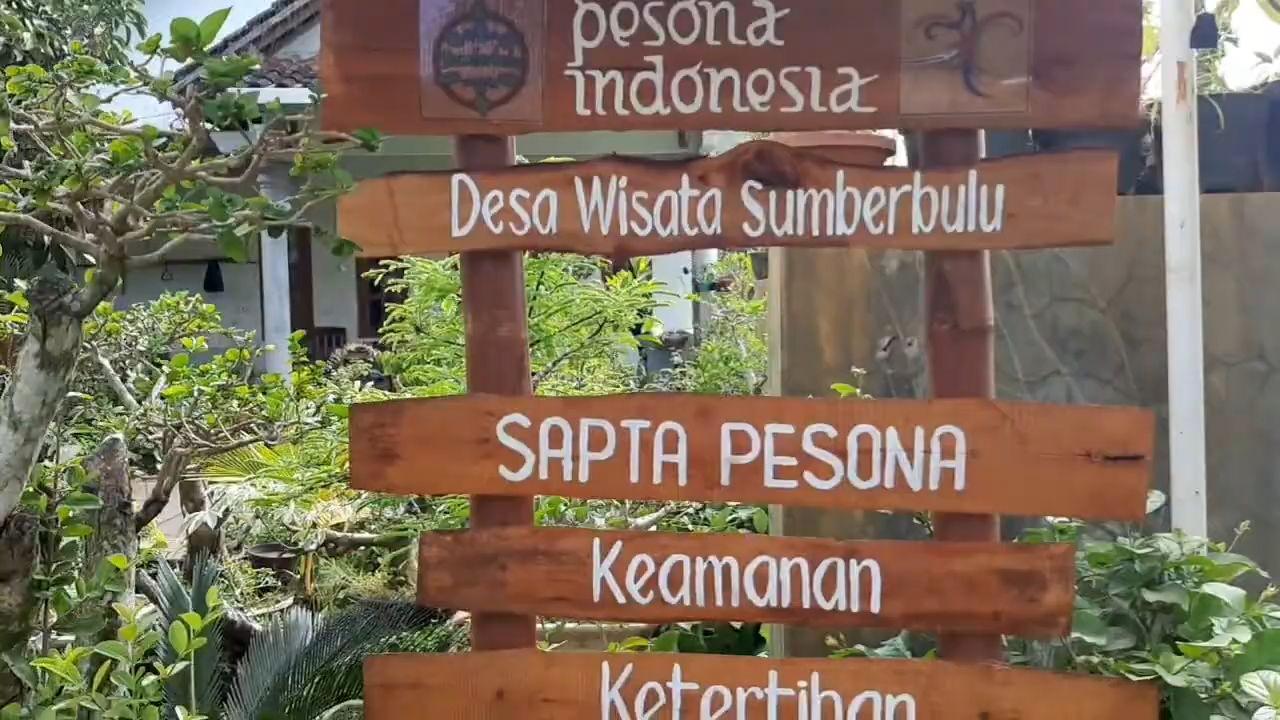 pesona
indonesia
Desa Wisata Sumberbulu
SAPTA PESONA
Keamanan
Ketertiban